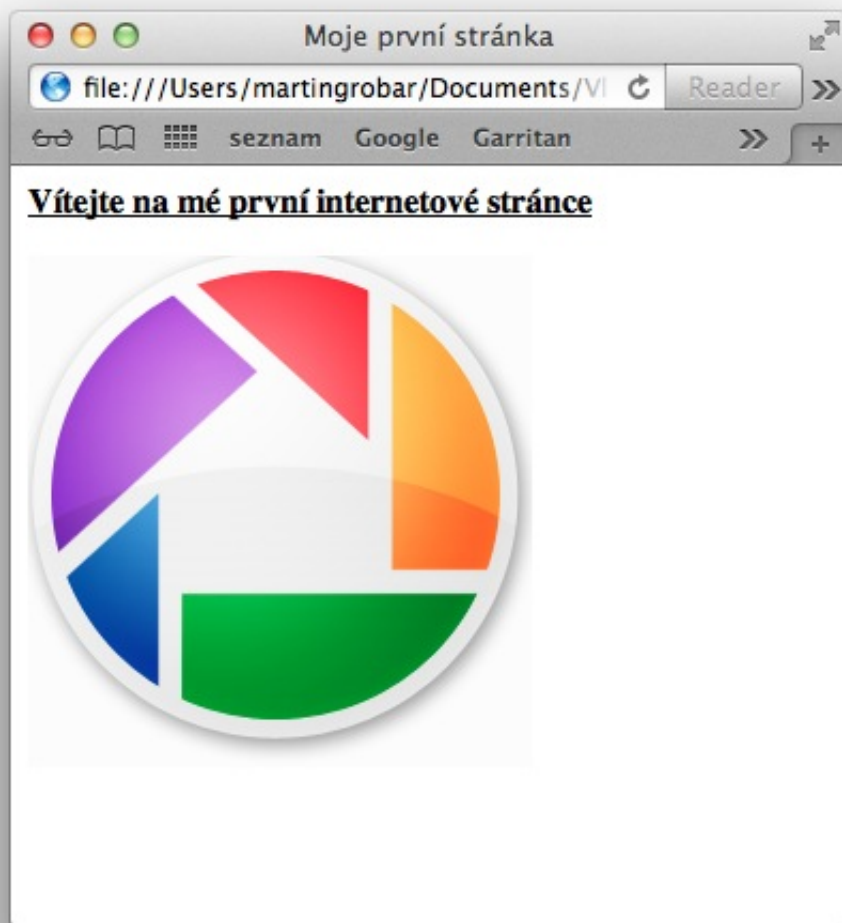 Moje první stránka
file:///Users/martingrobar/Documents/
Reader
seznam Google Garritan
Vítejte na mé první internetové stránce